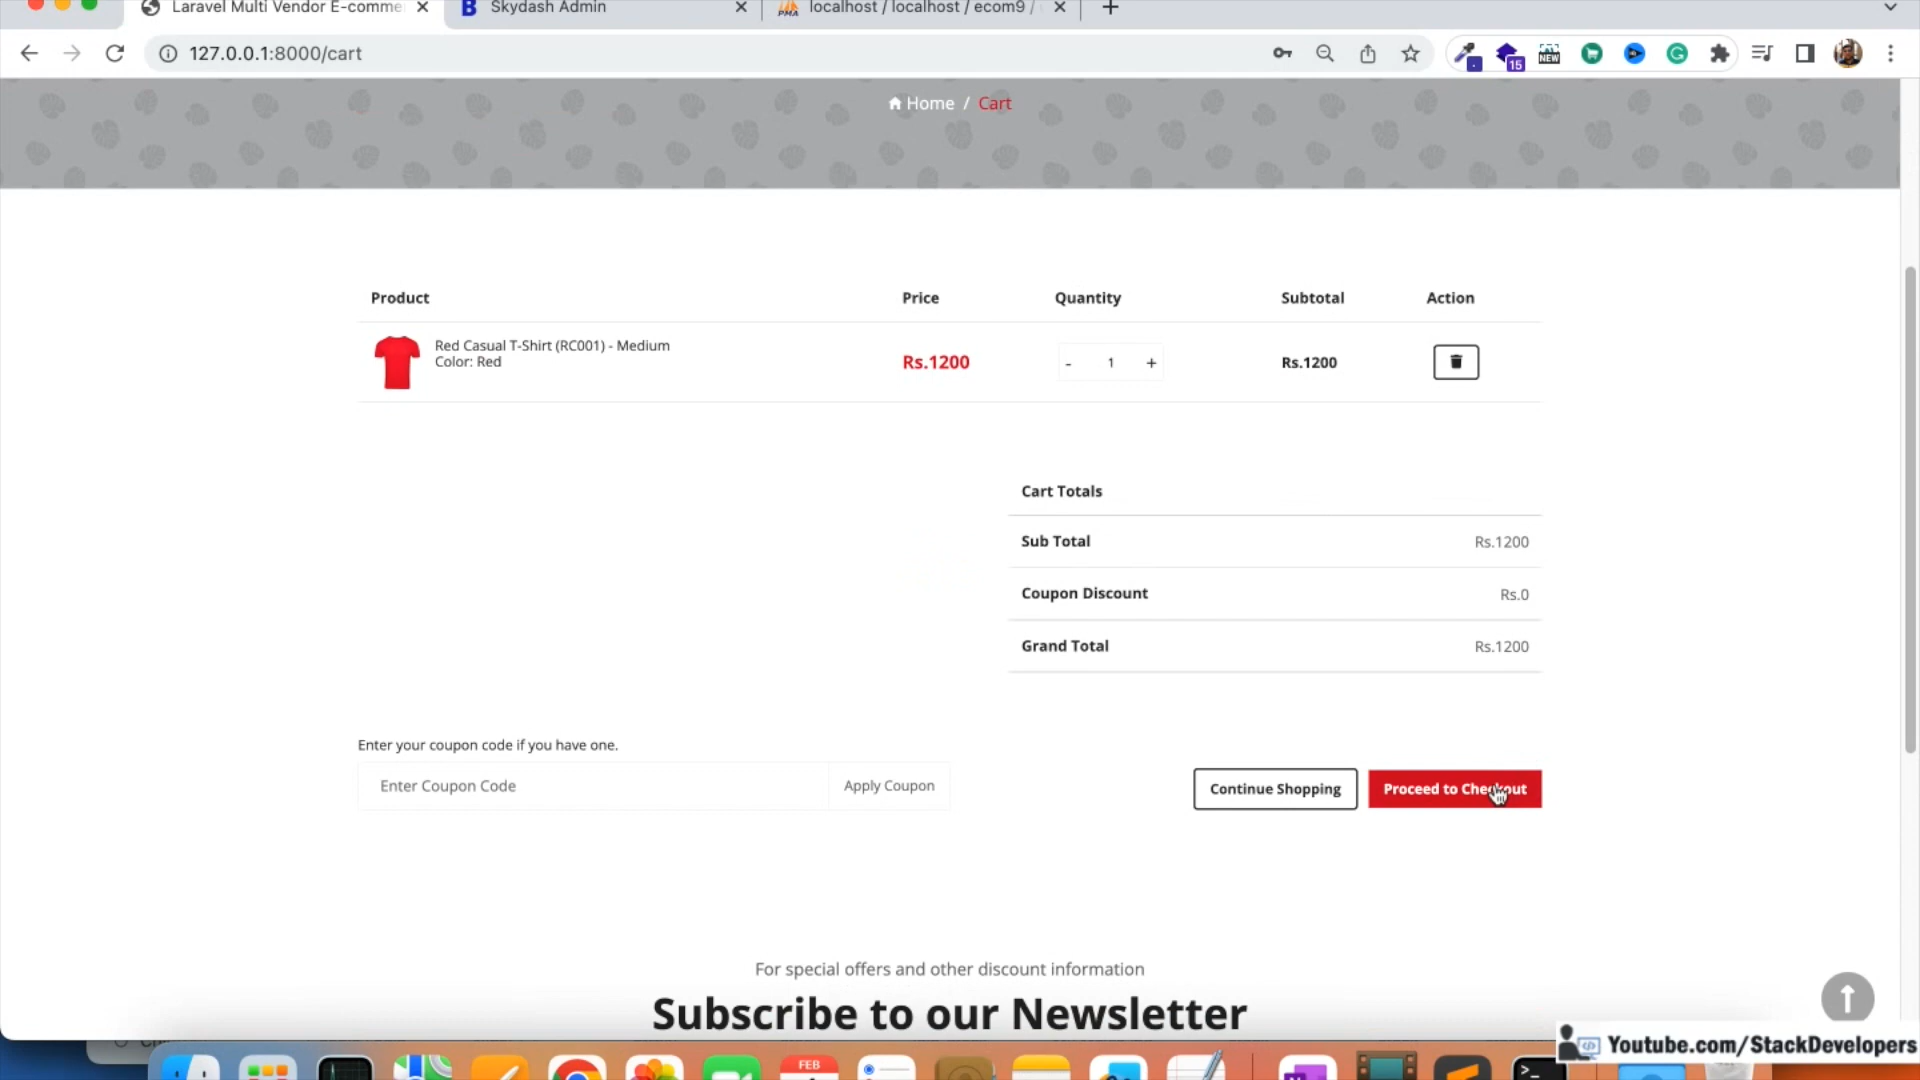 Laravel Multi Vendor E-comme
Skydash Admin
localhost / localhost / ecom9 /
127.0.0.1:8000/cart
NEW
15
Home / Cart
Product Price Quantity Subtotal Action
Red Casual T-Shirt (RC001) - Medium
Color: Red
Rs.1200 - 1 + Rs.1200
Cart Totals
Sub Total Rs.1200
Coupon Discount Rs.0
Grand Total Rs.1200
Enter your coupon code if you have one.
Enter Coupon Code Apply Coupon
Continue Shopping Proceed to Checkout
For special offers and other discount information
Subscribe to our Newsletter
Youtube.com/StackDevelopers
FEB